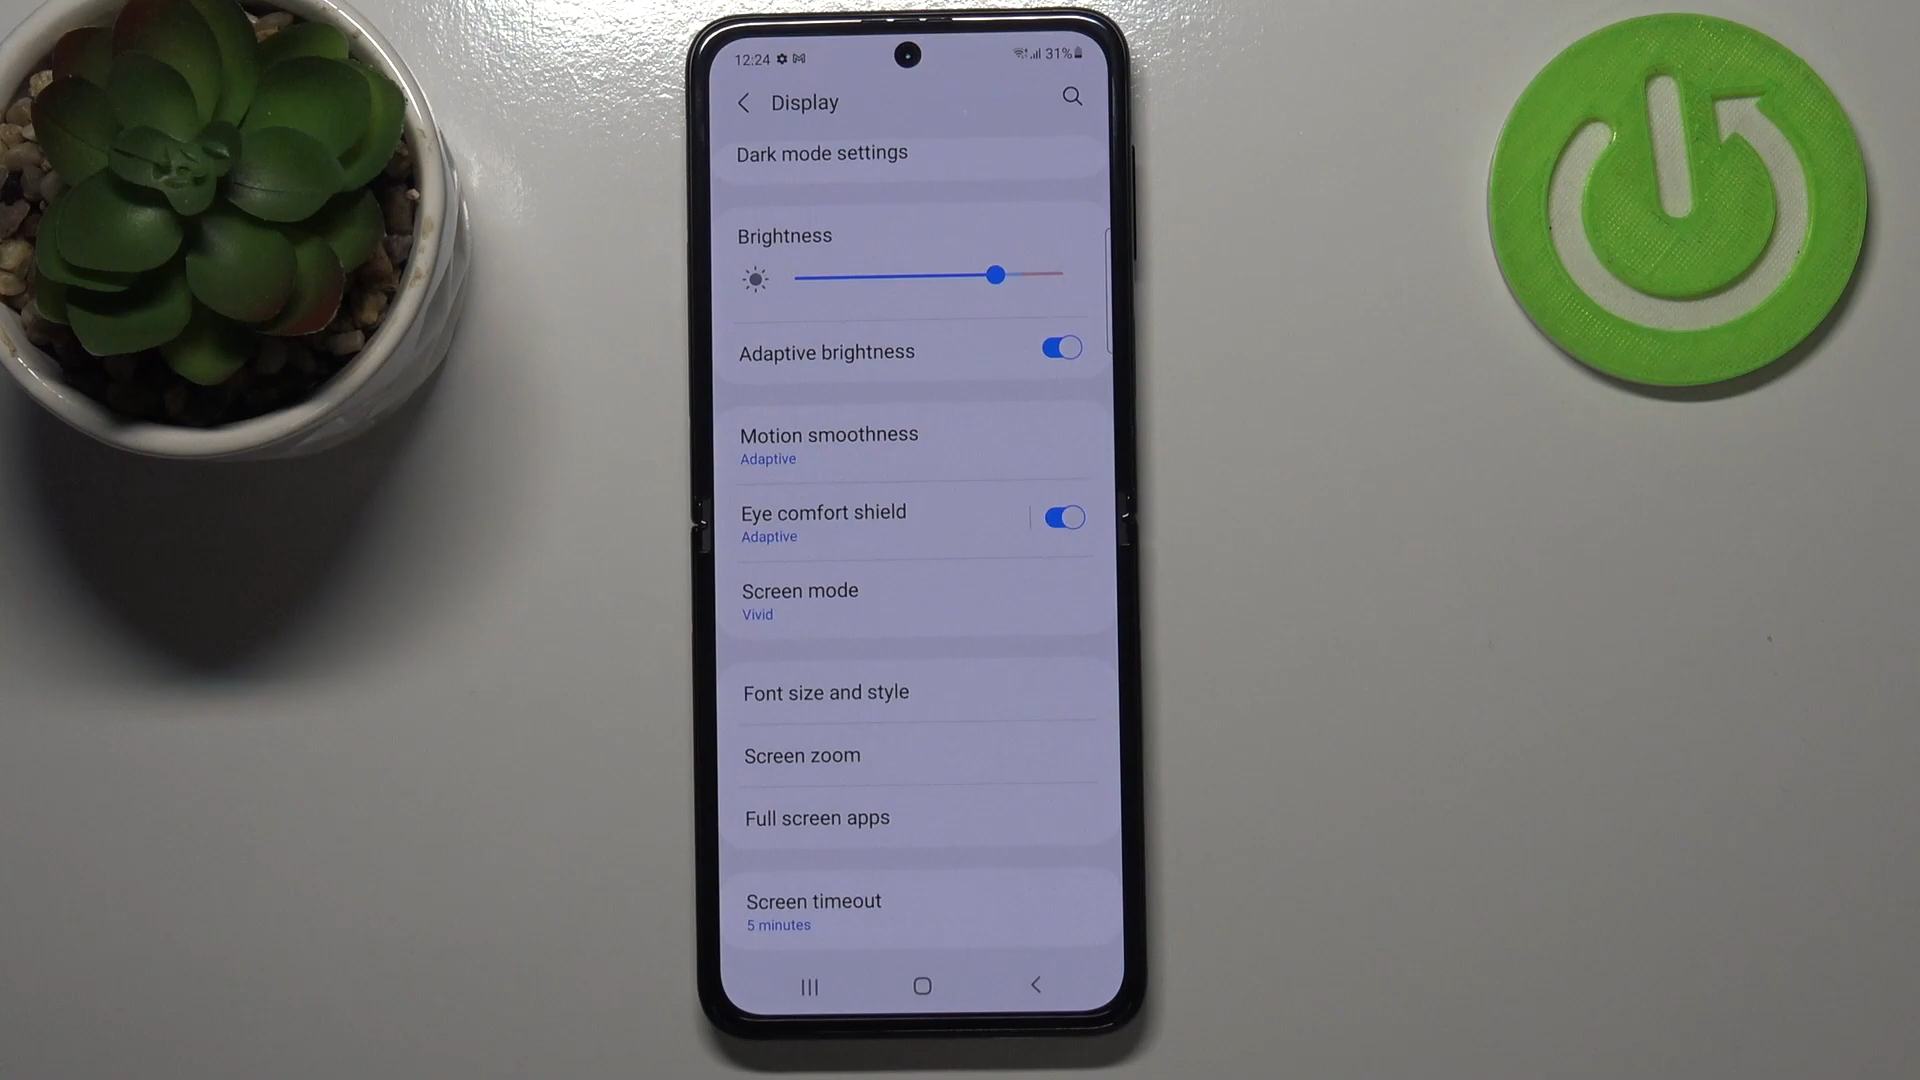 12:24
31%
Display
Dark mode settings
Brightness
Adaptive brightness
Motion smoothness
Adaptive
Eye comfort shield
Adaptive
Screen mode
Vivid
Font size and style
Screen zoom
Full screen apps
Screen timeout
5 minutes